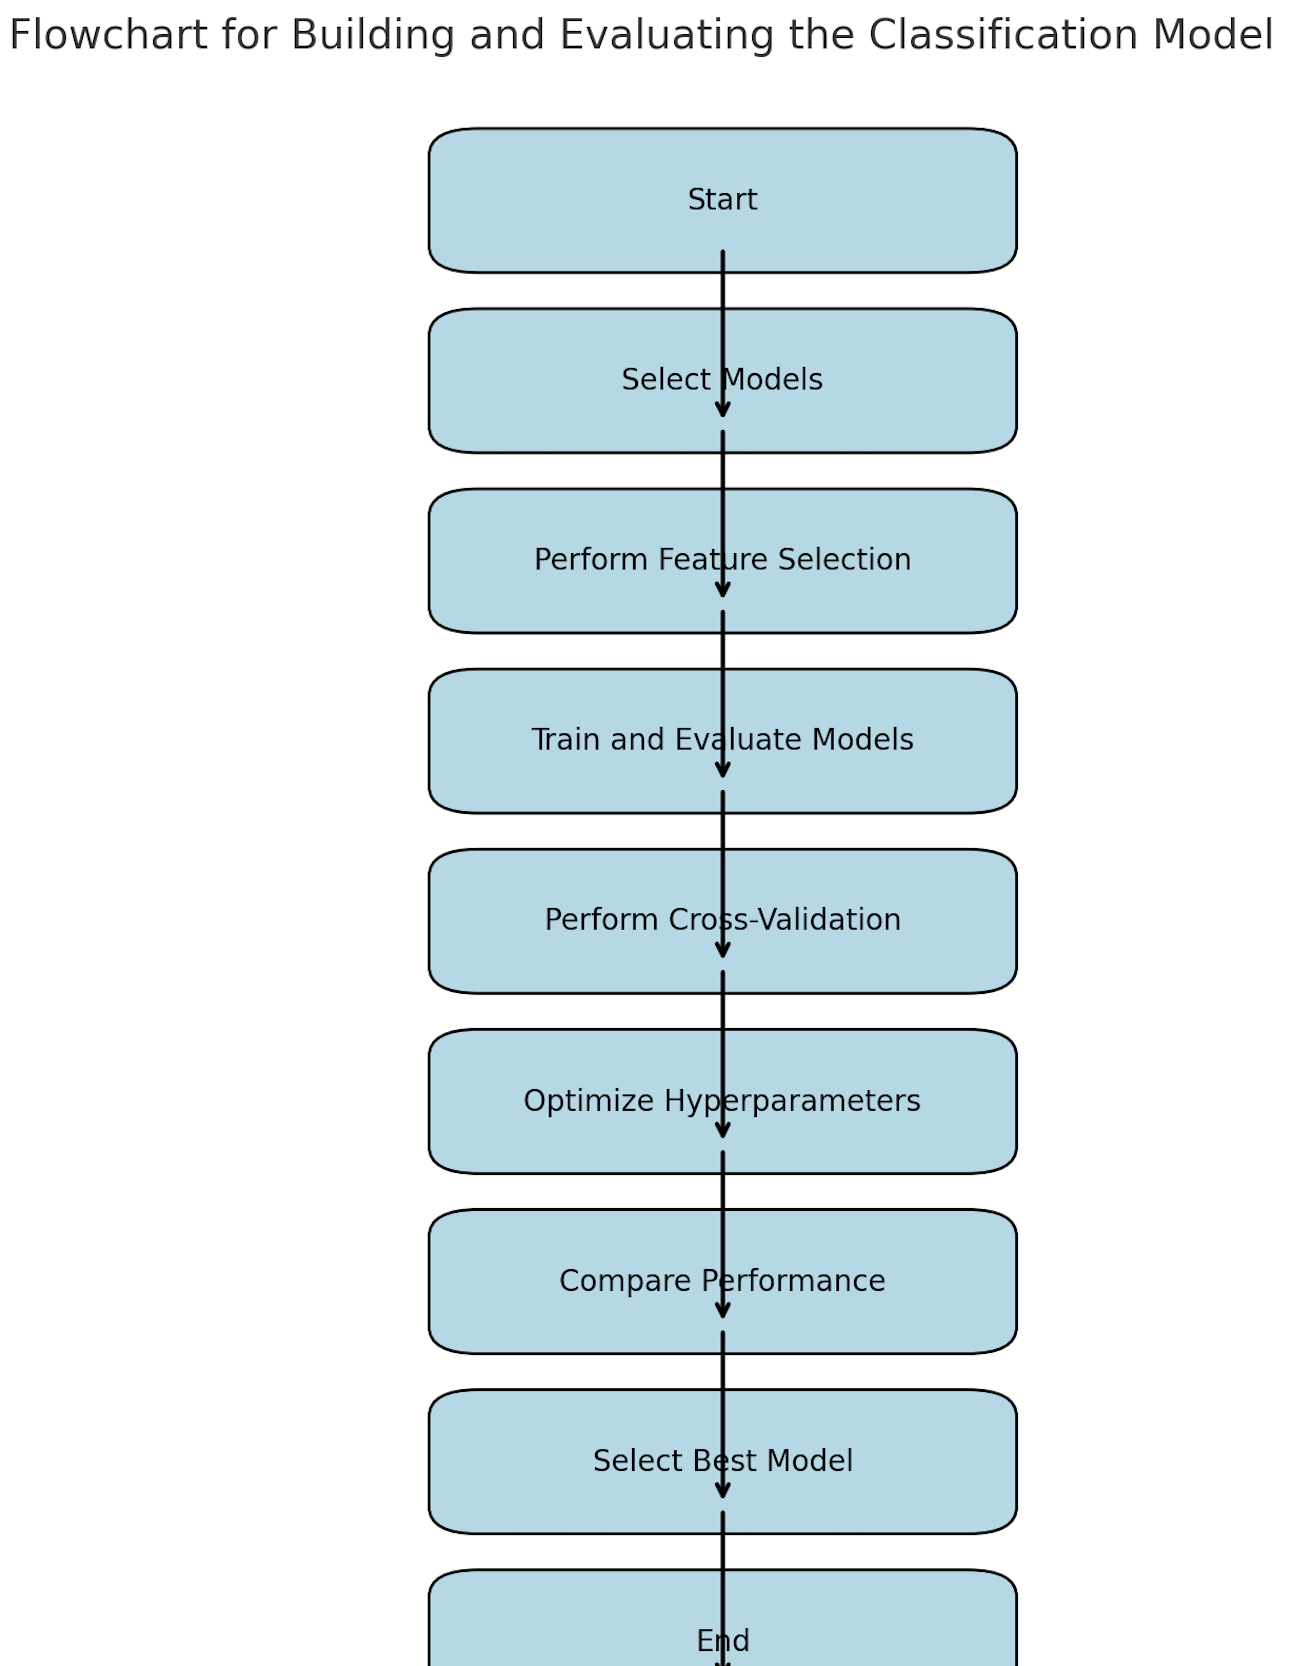 Flowchart for Building and Evaluating the Classification Model
Start
Select Models
Perform Feature Selection
Train and Evaluate Models
Perform Cross-Validation
Optimize Hyperparameters
Compare Performance
Select Best Model
End